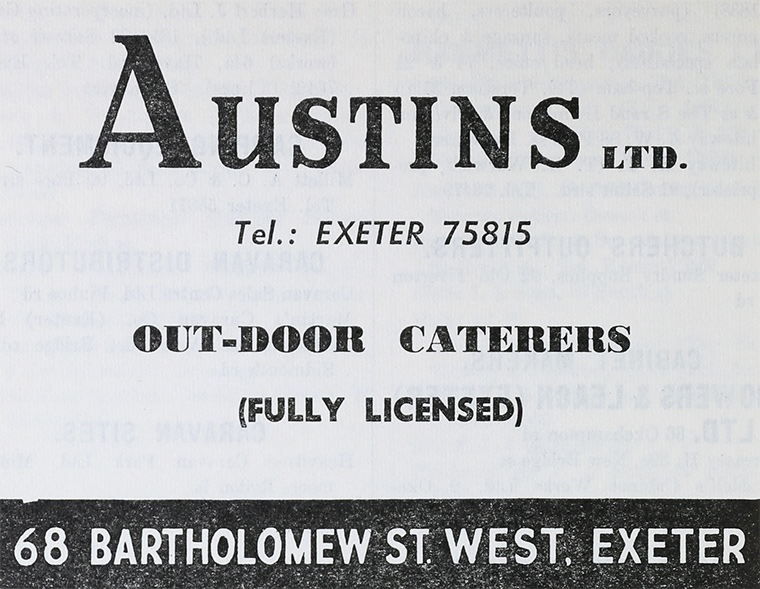 AUSTINS LTD.
Tel.: EXETER 75815
OUT-DOOR CATERERS
(FULLY LICENSED)
68 BARTHOLOMEW ST. WEST, EXETER